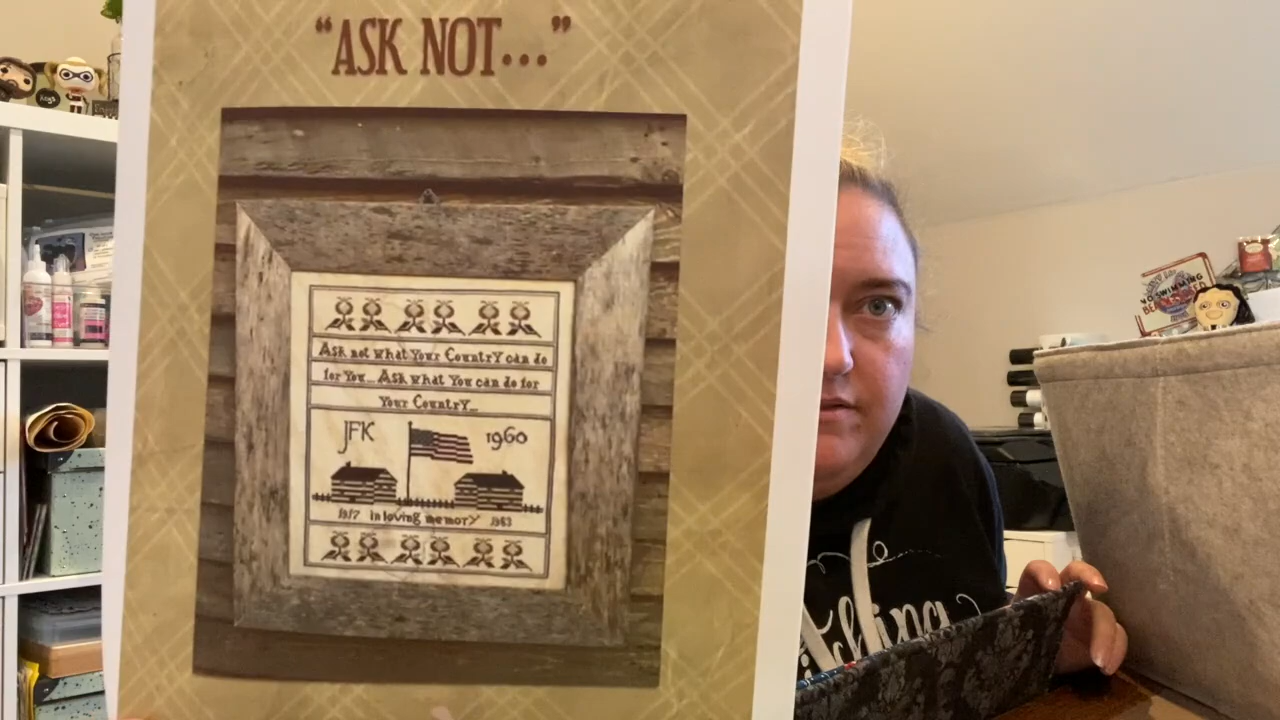 "ASK NOT..."
Ask not what Your CountrY can do
for You... Ask what You can do for
Your CountrY...
JFK 1960
1917 in loving memorY 1963
NO SWIMMING